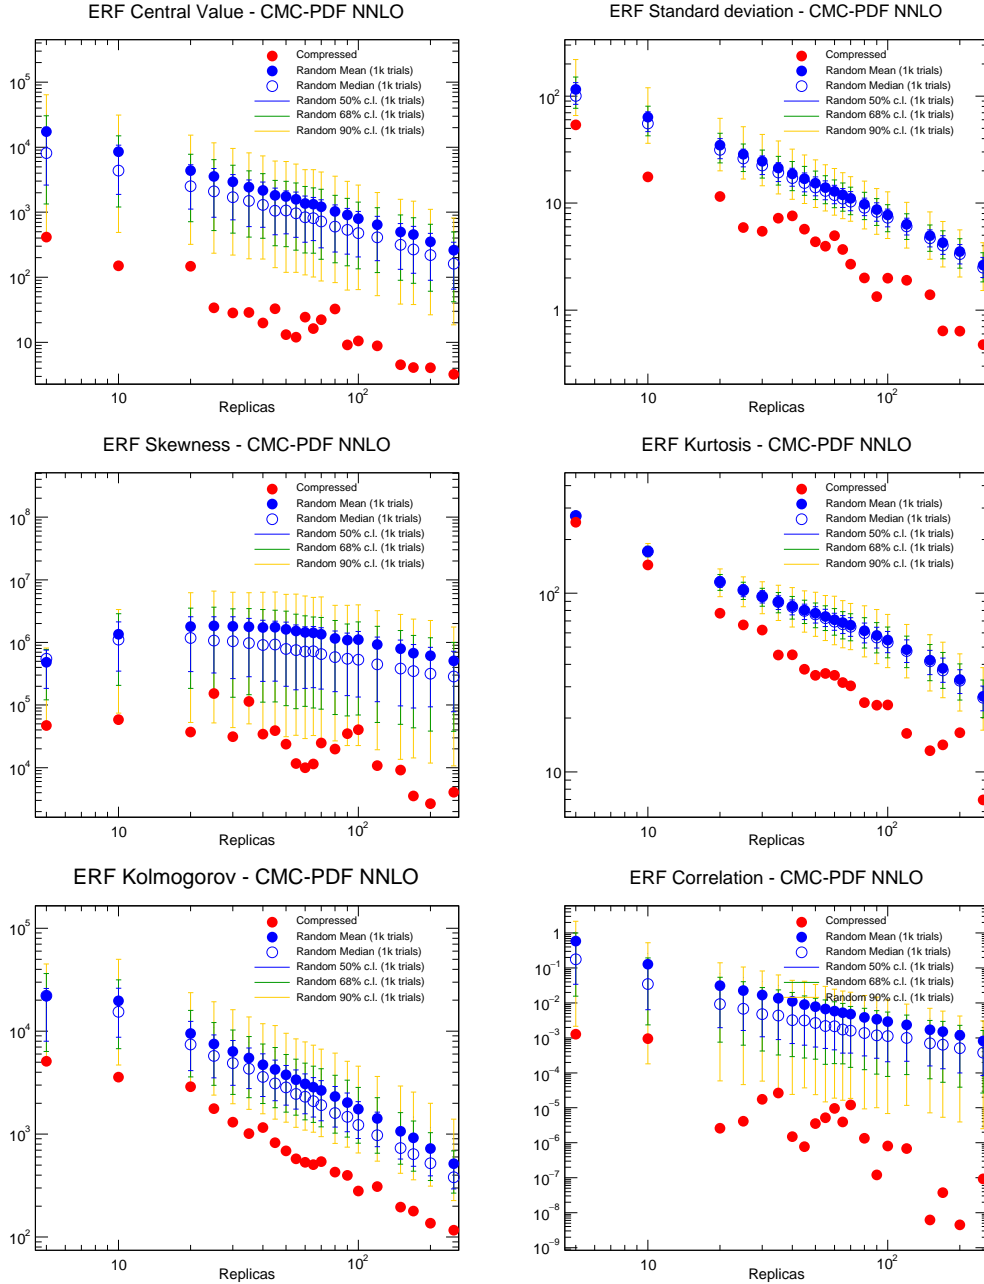 ERF Central Value - CMC-PDF NNLO
Compressed
Random Mean (1k trials)
Random Median (1k trials)
Random 50% c.l. (1k trials)
Random 68% c.l. (1k trials)
Random 90% c.l. (1k trials)
10^5
10^4
10^3
10^2
10
10
10^2
Replicas
ERF Standard deviation - CMC-PDF NNLO
Compressed
Random Mean (1k trials)
Random Median (1k trials)
Random 50% c.l. (1k trials)
Random 68% c.l. (1k trials)
Random 90% c.l. (1k trials)
10^2
10
1
10
10^2
Replicas
ERF Skewness - CMC-PDF NNLO
Compressed
Random Mean (1k trials)
Random Median (1k trials)
Random 50% c.l. (1k trials)
Random 68% c.l. (1k trials)
Random 90% c.l. (1k trials)
10^8
10^7
10^6
10^5
10^4
10
10^2
Replicas
ERF Kurtosis - CMC-PDF NNLO
Compressed
Random Mean (1k trials)
Random Median (1k trials)
Random 50% c.l. (1k trials)
Random 68% c.l. (1k trials)
Random 90% c.l. (1k trials)
10^2
10
10
10^2
Replicas
ERF Kolmogorov - CMC-PDF NNLO
Compressed
Random Mean (1k trials)
Random Median (1k trials)
Random 50% c.l. (1k trials)
Random 68% c.l. (1k trials)
Random 90% c.l. (1k trials)
10^5
10^4
10^3
10^2
10
10^2
Replicas
ERF Correlation - CMC-PDF NNLO
Compressed
Random Mean (1k trials)
Random Median (1k trials)
Random 50% c.l. (1k trials)
Random 68% c.l. (1k trials)
Random 90% c.l. (1k trials)
1
10^-1
10^-2
10^-3
10^-4
10^-5
10^-6
10^-7
10^-8
10^-9
10
10^2
Replicas